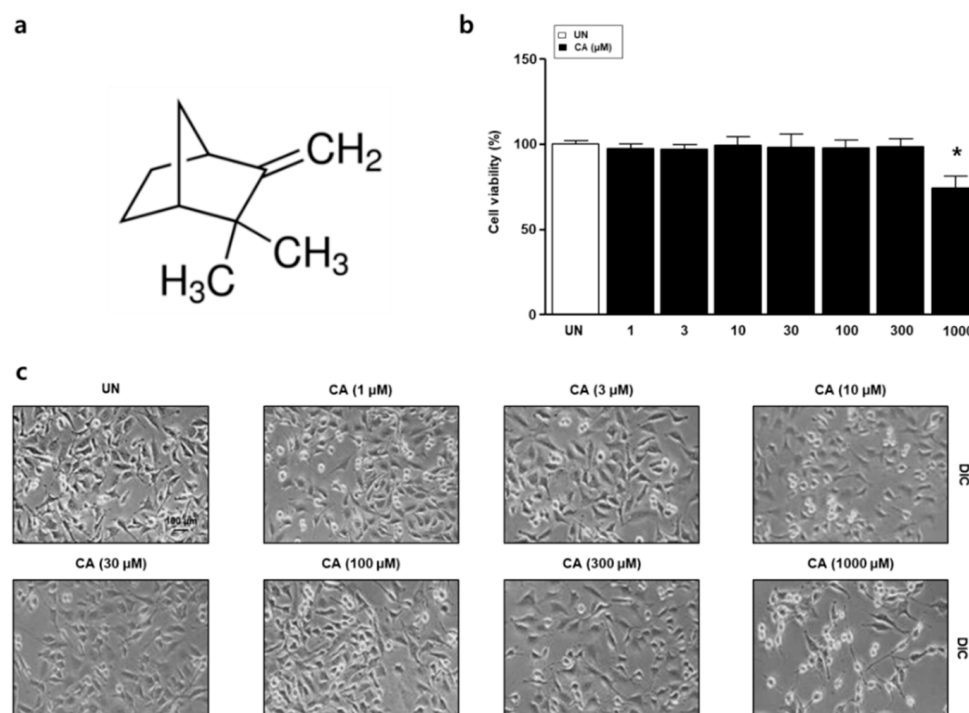 a
CH₂
CH₃
H₃C
b
UN
CA (μM)
150
100
50
0
Cell viability (%)
*
UN 1 3 10 30 100 300 1000
c
UN CA (1 μM) CA (3 μM) CA (10 μM)
100 μm
DIC
CA (30 μM) CA (100 μM) CA (300 μM) CA (1000 μM)
DIC